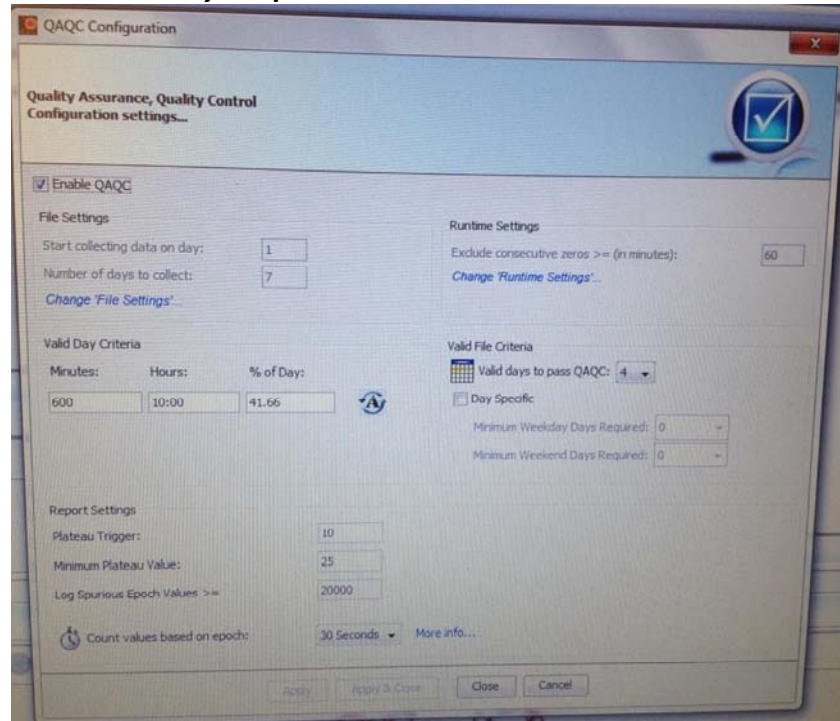 QAQC Configuration
x
Quality Assurance, Quality Control
Configuration settings...
Enable QAQC
File Settings
Start collecting data on day: 1
Number of days to collect: 7
Change 'File Settings'...
Runtime Settings
Exclude consecutive zeros >= (in minutes): 60
Change 'Runtime Settings'...
Valid Day Criteria
Minutes: Hours: % of Day:
600 10:00 41.66
A
Valid File Criteria
Valid days to pass QAQC: 4
Day Specific
Minimum Weekday Days Required: 0
Minimum Weekend Days Required: 0
Report Settings
Plateau Trigger: 10
Minimum Plateau Value: 25
Log Spurious Epoch Values >= 20000
Count values based on epoch: 30 Seconds More info...
Apply Apply & Close Close Cancel